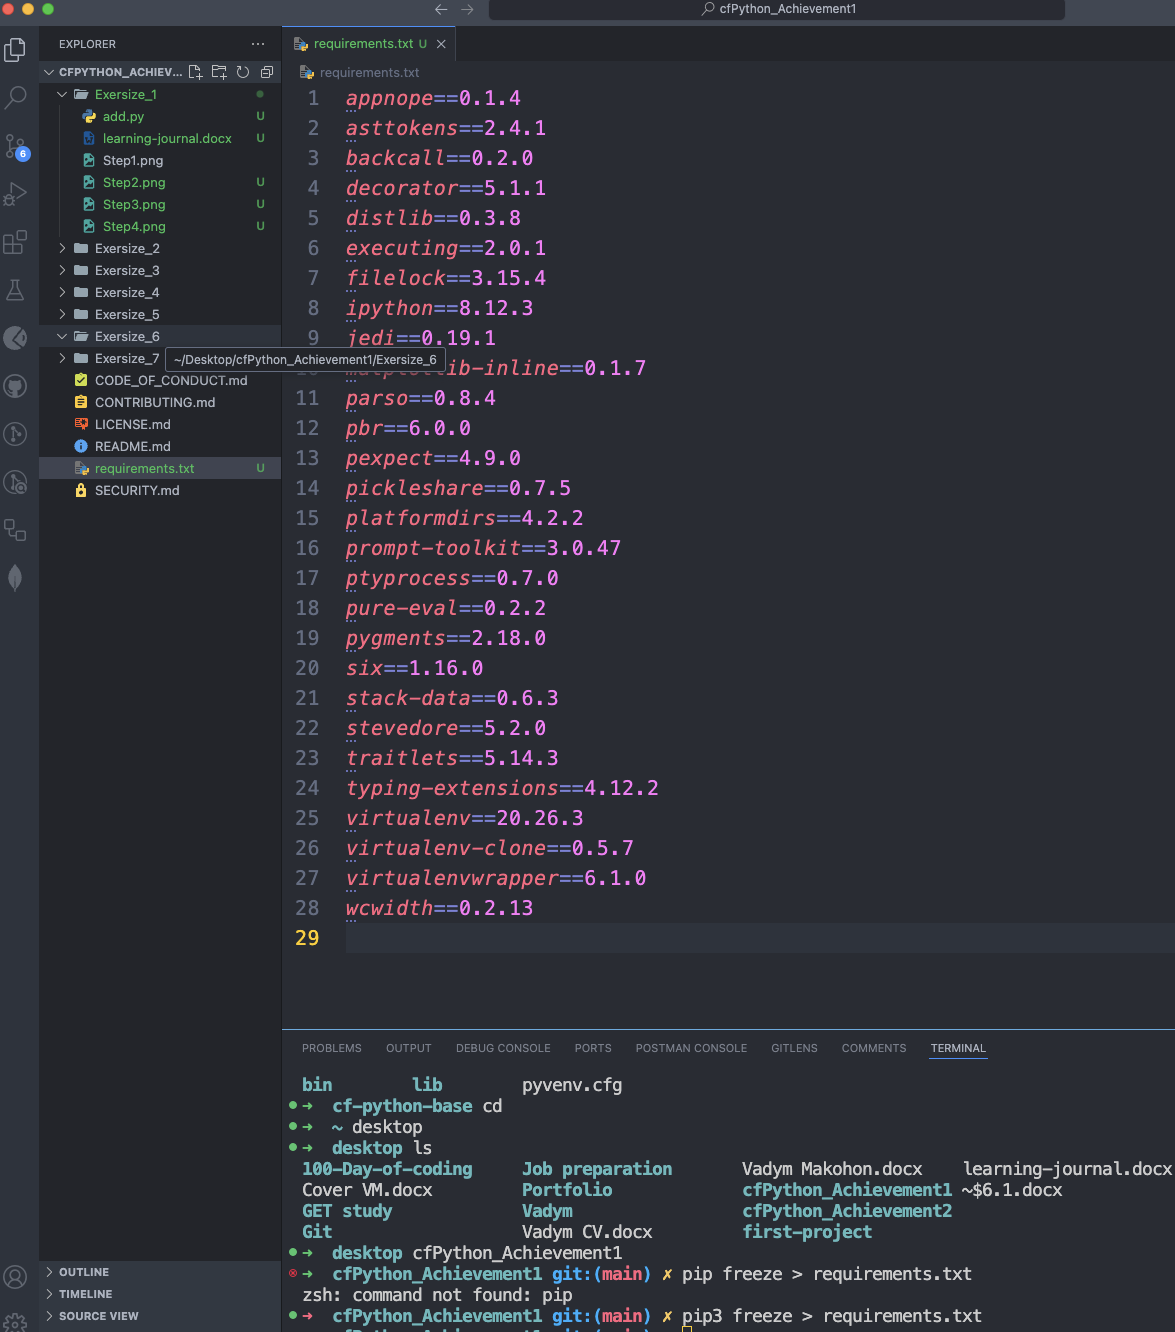 cfPython_Achievement1
EXPLORER
requirements.txt U
CFPYTHON_ACHIEV...
requirements.txt
Exersize_1
add.py U
learning-journal.docx U
Step1.png
Step2.png U
Step3.png U
Step4.png U
Exersize_2
Exersize_3
Exersize_4
Exersize_5
Exersize_6
Exersize_7
~/Desktop/cfPython_Achievement1/Exersize_6
CODE_OF_CONDUCT.md
CONTRIBUTING.md
LICENSE.md
README.md
requirements.txt U
SECURITY.md
6
OUTLINE
TIMELINE
SOURCE VIEW
1 appnope==0.1.4
2 asttokens==2.4.1
3 backcall==0.2.0
4 decorator==5.1.1
5 distlib==0.3.8
6 executing==2.0.1
7 filelock==3.15.4
8 ipython==8.12.3
9 jedi==0.19.1
10 matplotlib-inline==0.1.7
11 parso==0.8.4
12 pbr==6.0.0
13 pexpect==4.9.0
14 pickleshare==0.7.5
15 platformdirs==4.2.2
16 prompt-toolkit==3.0.47
17 ptyprocess==0.7.0
18 pure-eval==0.2.2
19 pygments==2.18.0
20 six==1.16.0
21 stack-data==0.6.3
22 stevedore==5.2.0
23 traitlets==5.14.3
24 typing-extensions==4.12.2
25 virtualenv==20.26.3
26 virtualenv-clone==0.5.7
27 virtualenvwrapper==6.1.0
28 wcwidth==0.2.13
29
PROBLEMS OUTPUT DEBUG CONSOLE PORTS POSTMAN CONSOLE GITLENS COMMENTS TERMINAL
bin lib pyvenv.cfg
➜ cf-python-base cd
➜ ~ desktop
➜ desktop ls
100-Day-of-coding Job preparation Vadym Makohon.docx learning-journal.docx
Cover VM.docx Portfolio cfPython_Achievement1 ~$6.1.docx
GET study Vadym cfPython_Achievement2
Git Vadym CV.docx first-project
➜ desktop cfPython_Achievement1
➜ cfPython_Achievement1 git:(main) ✗ pip freeze > requirements.txt
zsh: command not found: pip
➜ cfPython_Achievement1 git:(main) ✗ pip3 freeze > requirements.txt